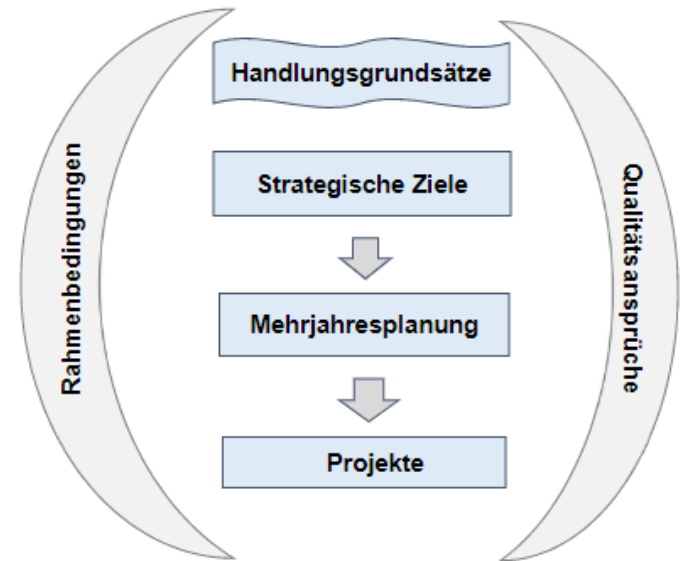 Handlungsgrundsätze
Strategische Ziele
Mehrjahresplanung
Projekte
Rahmenbedingungen
Qualitätsansprüche